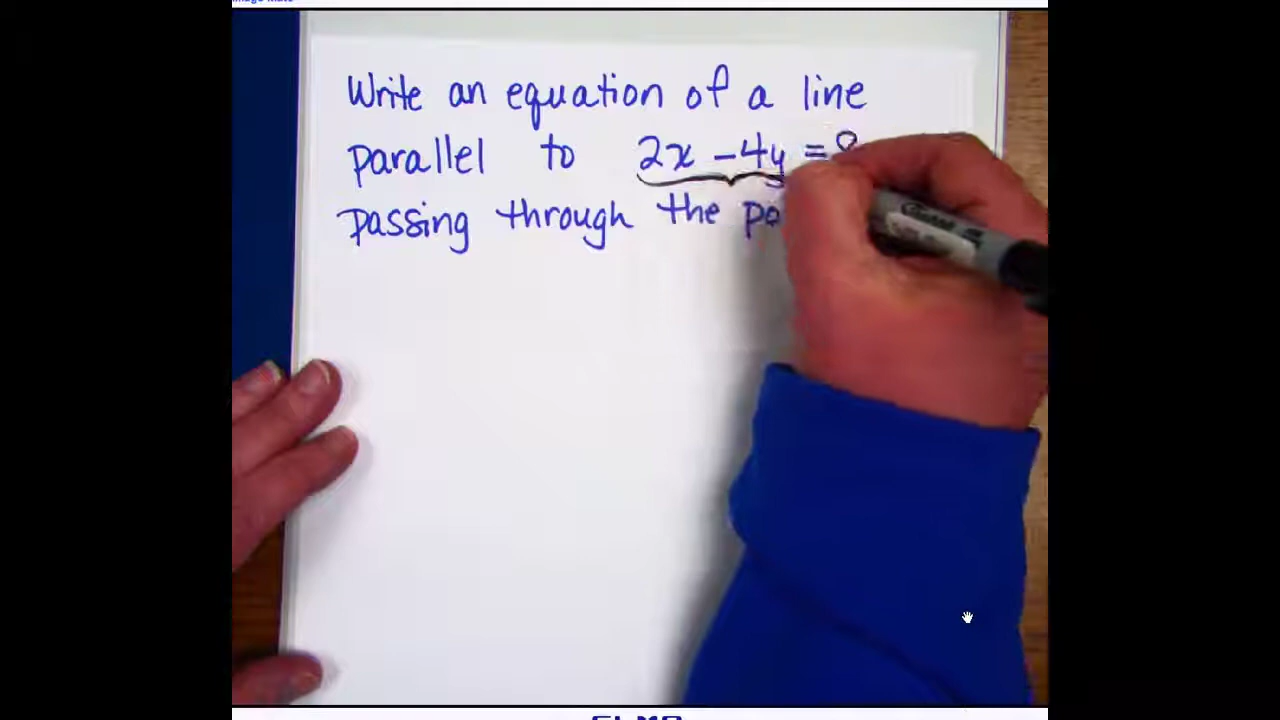 Write an equation of a line
parallel to 2x - 4y =
passing through the